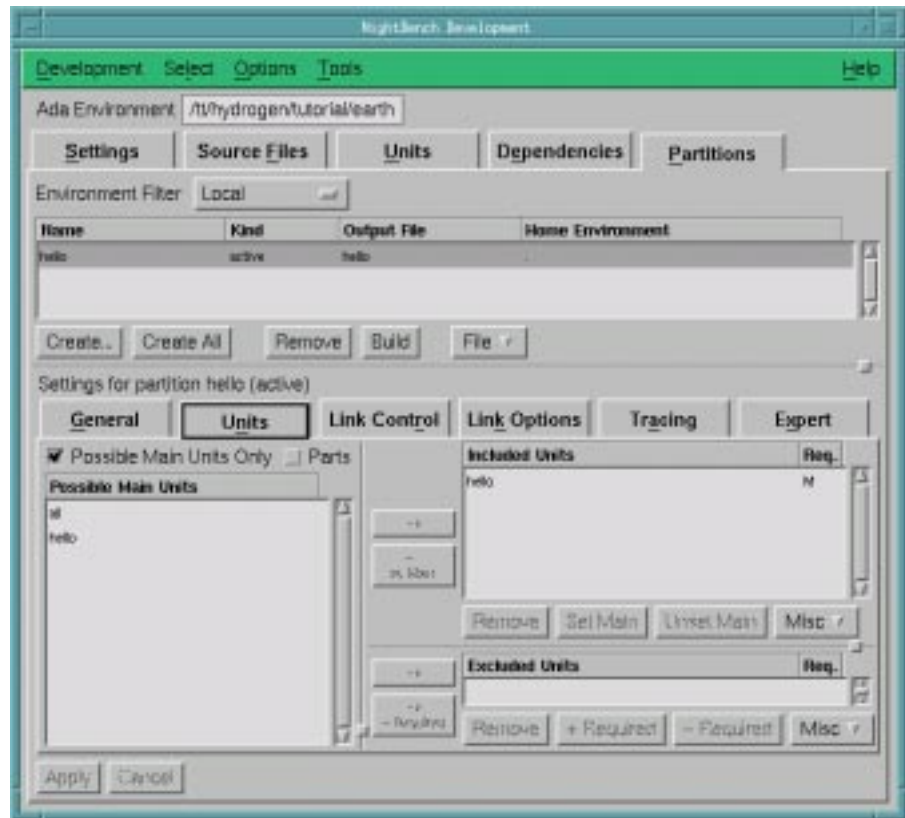 NightBench Development
Development Select Options Tools Help
Ada Environment /tt/hydrogen/tutorial/earth
Settings Source Files Units Dependencies Partitions
Environment Filter Local
Name Kind Output File Home Environment
hello active hello .
Create... Create All Remove Build File
Settings for partition hello (active)
General Units Link Control Link Options Tracing Expert
Possible Main Units Only Parts
Possible Main Units
all
hello
Included Units Req.
hello M
Remove Set Main Unset Main Misc
Excluded Units Req.
- Required
Remove + Required - Required Misc
Apply Cancel